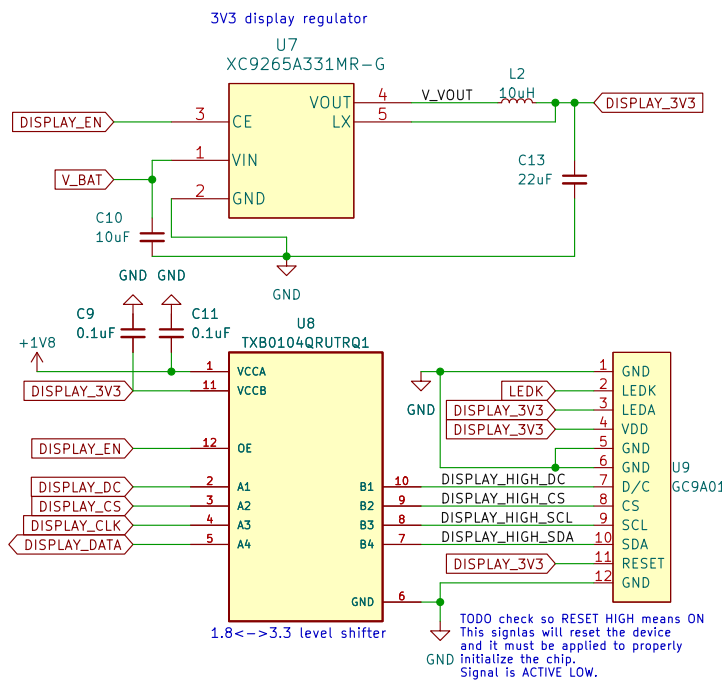 3V3 display regulator
U7
XC9265A331MR-G
DISPLAY_EN
3
CE
VOUT
4
V_VOUT
L2
10uH
DISPLAY_3V3
LX
5
V_BAT
1
VIN
2
GND
C10
10uF
C13
22uF
GND
GND
GND
C9
0.1uF
C11
0.1uF
+1V8
U8
TXB0104QRUTRQ1
1
VCCA
DISPLAY_3V3
11
VCCB
DISPLAY_EN
12
OE
DISPLAY_DC
2
A1
DISPLAY_CS
3
A2
DISPLAY_CLK
4
A3
DISPLAY_DATA
5
A4
B1
10
DISPLAY_HIGH_DC
B2
9
DISPLAY_HIGH_CS
B3
8
DISPLAY_HIGH_SCL
B4
7
DISPLAY_HIGH_SDA
GND
6
1.8<->3.3 level shifter
GND
1
GND
LEDK
2
LEDK
DISPLAY_3V3
3
LEDA
DISPLAY_3V3
4
VDD
5
GND
6
GND
7
D/C
8
CS
9
SCL
10
SDA
DISPLAY_3V3
11
RESET
12
GND
U9
GC9A01
GND
TODO check so RESET HIGH means ON
This signlas will reset the device
and it must be applied to properly
initialize the chip.
Signal is ACTIVE LOW.